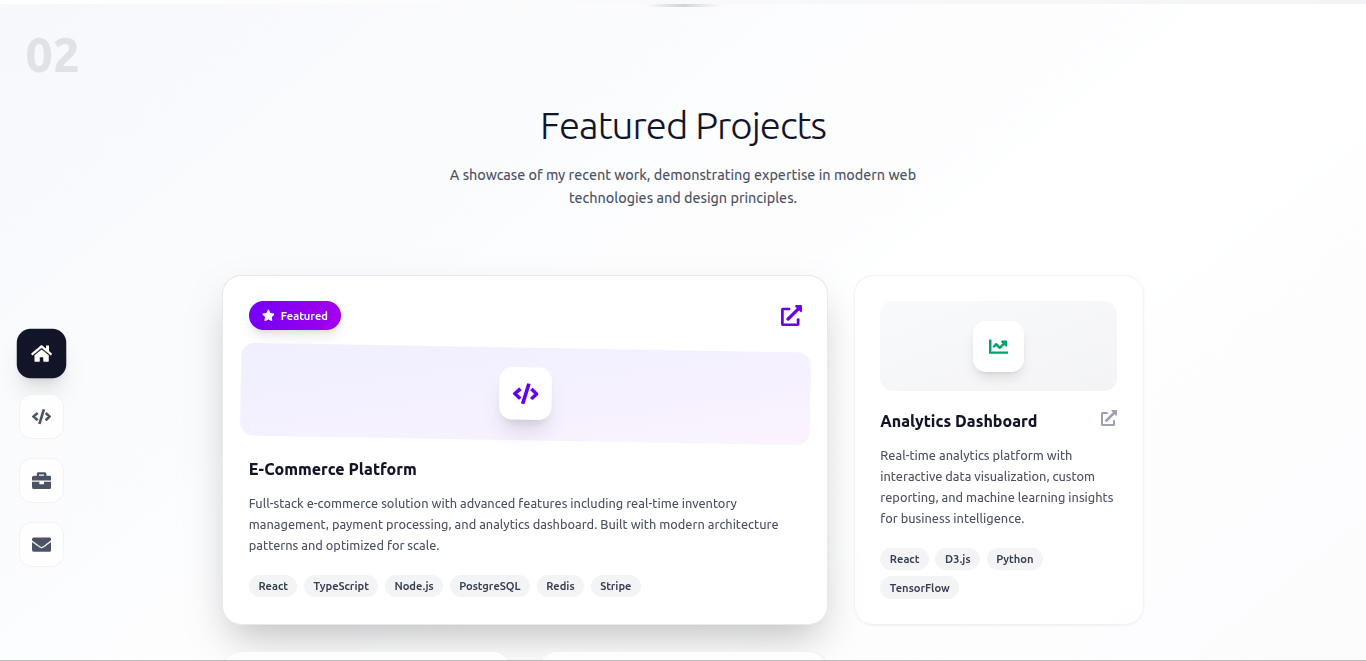 02
Featured Projects
A showcase of my recent work, demonstrating expertise in modern web
technologies and design principles.
Featured
E-Commerce Platform
Full-stack e-commerce solution with advanced features including real-time inventory
management, payment processing, and analytics dashboard. Built with modern architecture
patterns and optimized for scale.
React TypeScript Node.js PostgreSQL Redis Stripe
Analytics Dashboard
Real-time analytics platform with
interactive data visualization, custom
reporting, and machine learning insights
for business intelligence.
React D3.js Python
TensorFlow